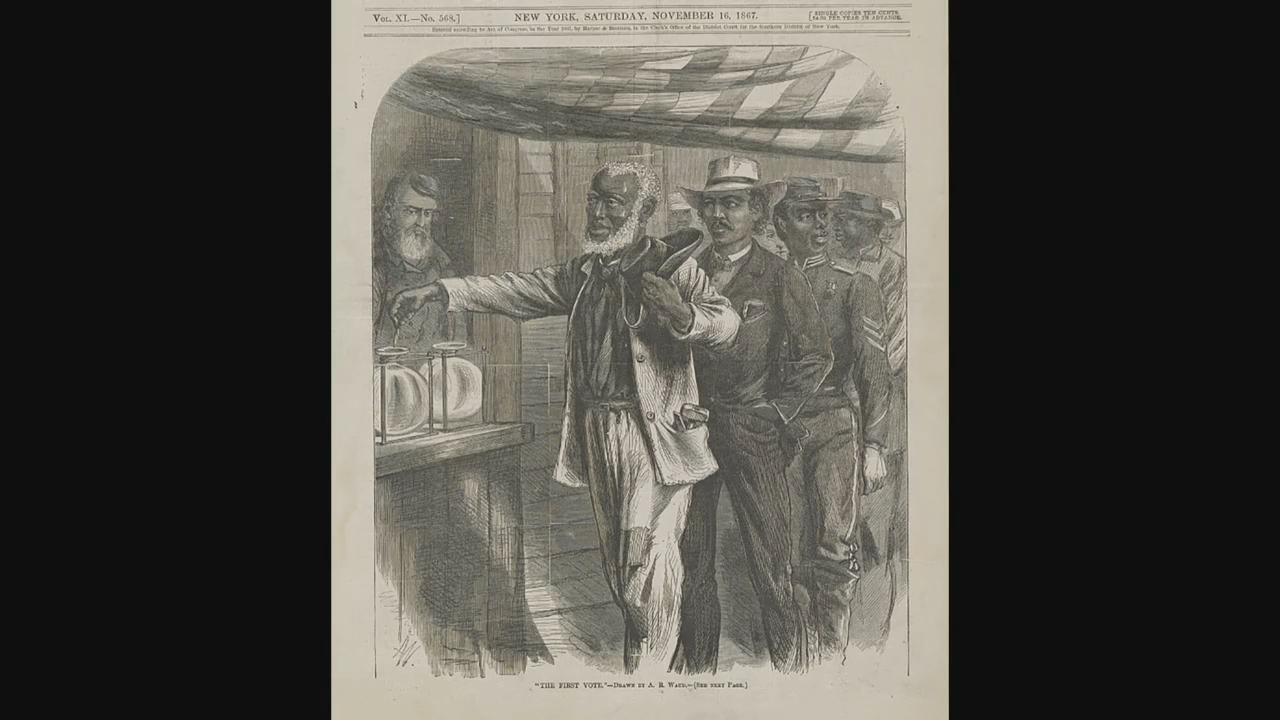 Vol. XI.—No. 568.]
NEW YORK, SATURDAY, NOVEMBER 16, 1867.
[SINGLE COPIES TEN CENTS.
$4.00 PER YEAR IN ADVANCE.
Entered according to Act of Congress, in the Year 1867, by Harper & Brothers, in the Clerk's Office of the District Court for the Southern District of New York.
"THE FIRST VOTE."—Drawn by A. R. Waud.—[See next Page.]